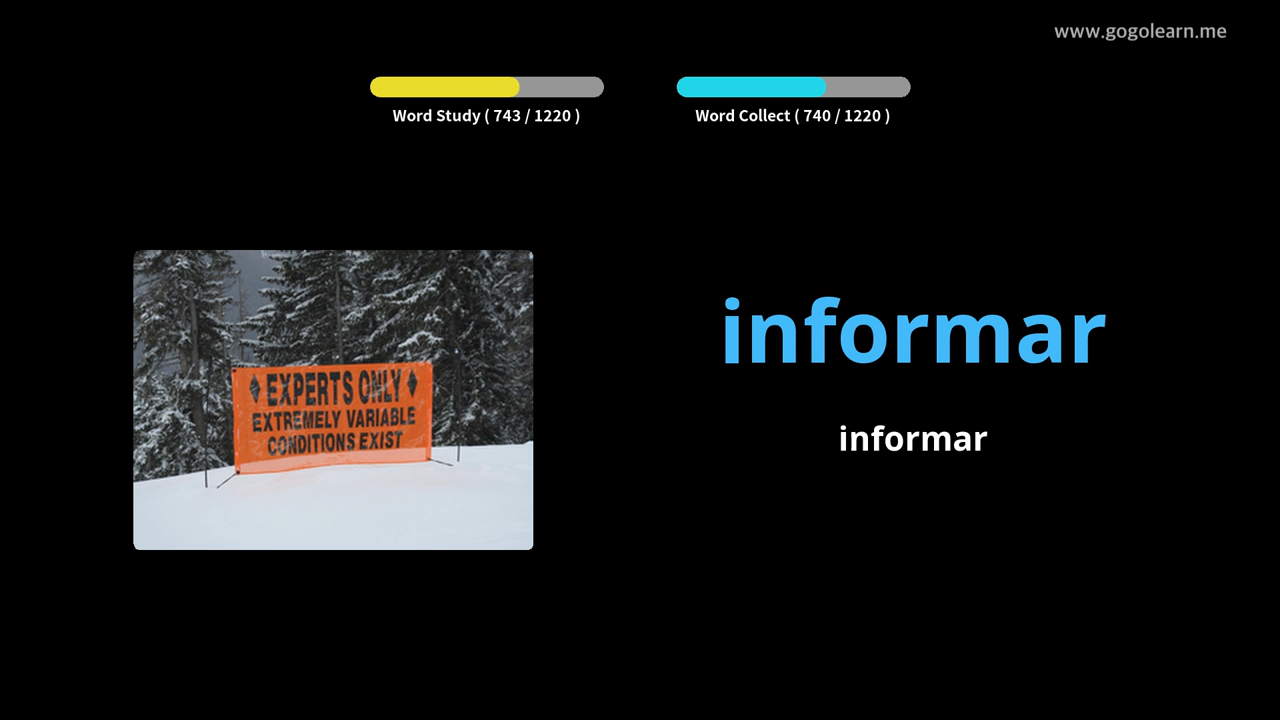 www.gogolearn.me
Word Study ( 743 / 1220 )
Word Collect ( 740 / 1220 )
EXPERTS ONLY
EXTREMELY VARIABLE
CONDITIONS EXIST
informar
informar